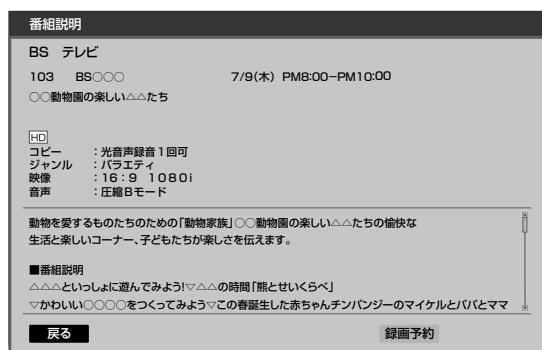 番組説明
BS テレビ
103 BS○○○ 7/9(木) PM8:00−PM10:00
○○動物園の楽しい△△たち
HD
コピー :光音声録音1回可
ジャンル :バラエティ
映像 :16:9 1080i
音声 :圧縮Bモード
動物を愛するものたちのための「動物家族」○○動物園の楽しい△△たちの愉快な
生活と楽しいコーナー、子どもたちが楽しさを伝えます。
■番組説明
△△△といっしょに遊んでみよう!▽△△の時間「熊とせいくらべ」
▽かわいい○○○○をつくってみよう▽この春誕生した赤ちゃんチンパンジーのマイケルとパパとママ
戻る 録画予約